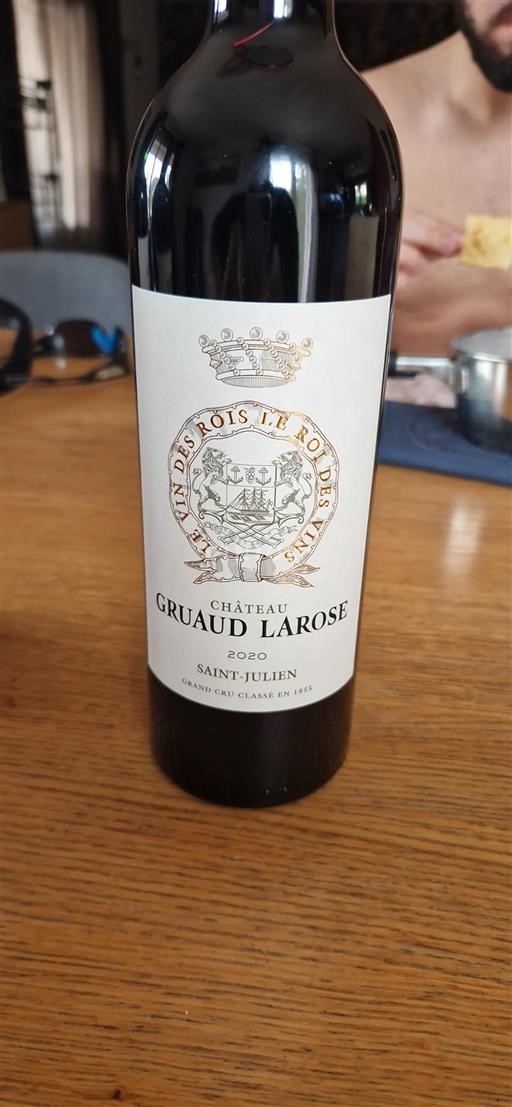 LE VIN DES ROIS LE ROI DES VINS
CHÂTEAU
GRUAUD LAROSE
2020
SAINT-JULIEN
GRAND CRU CLASSÉ EN 1855